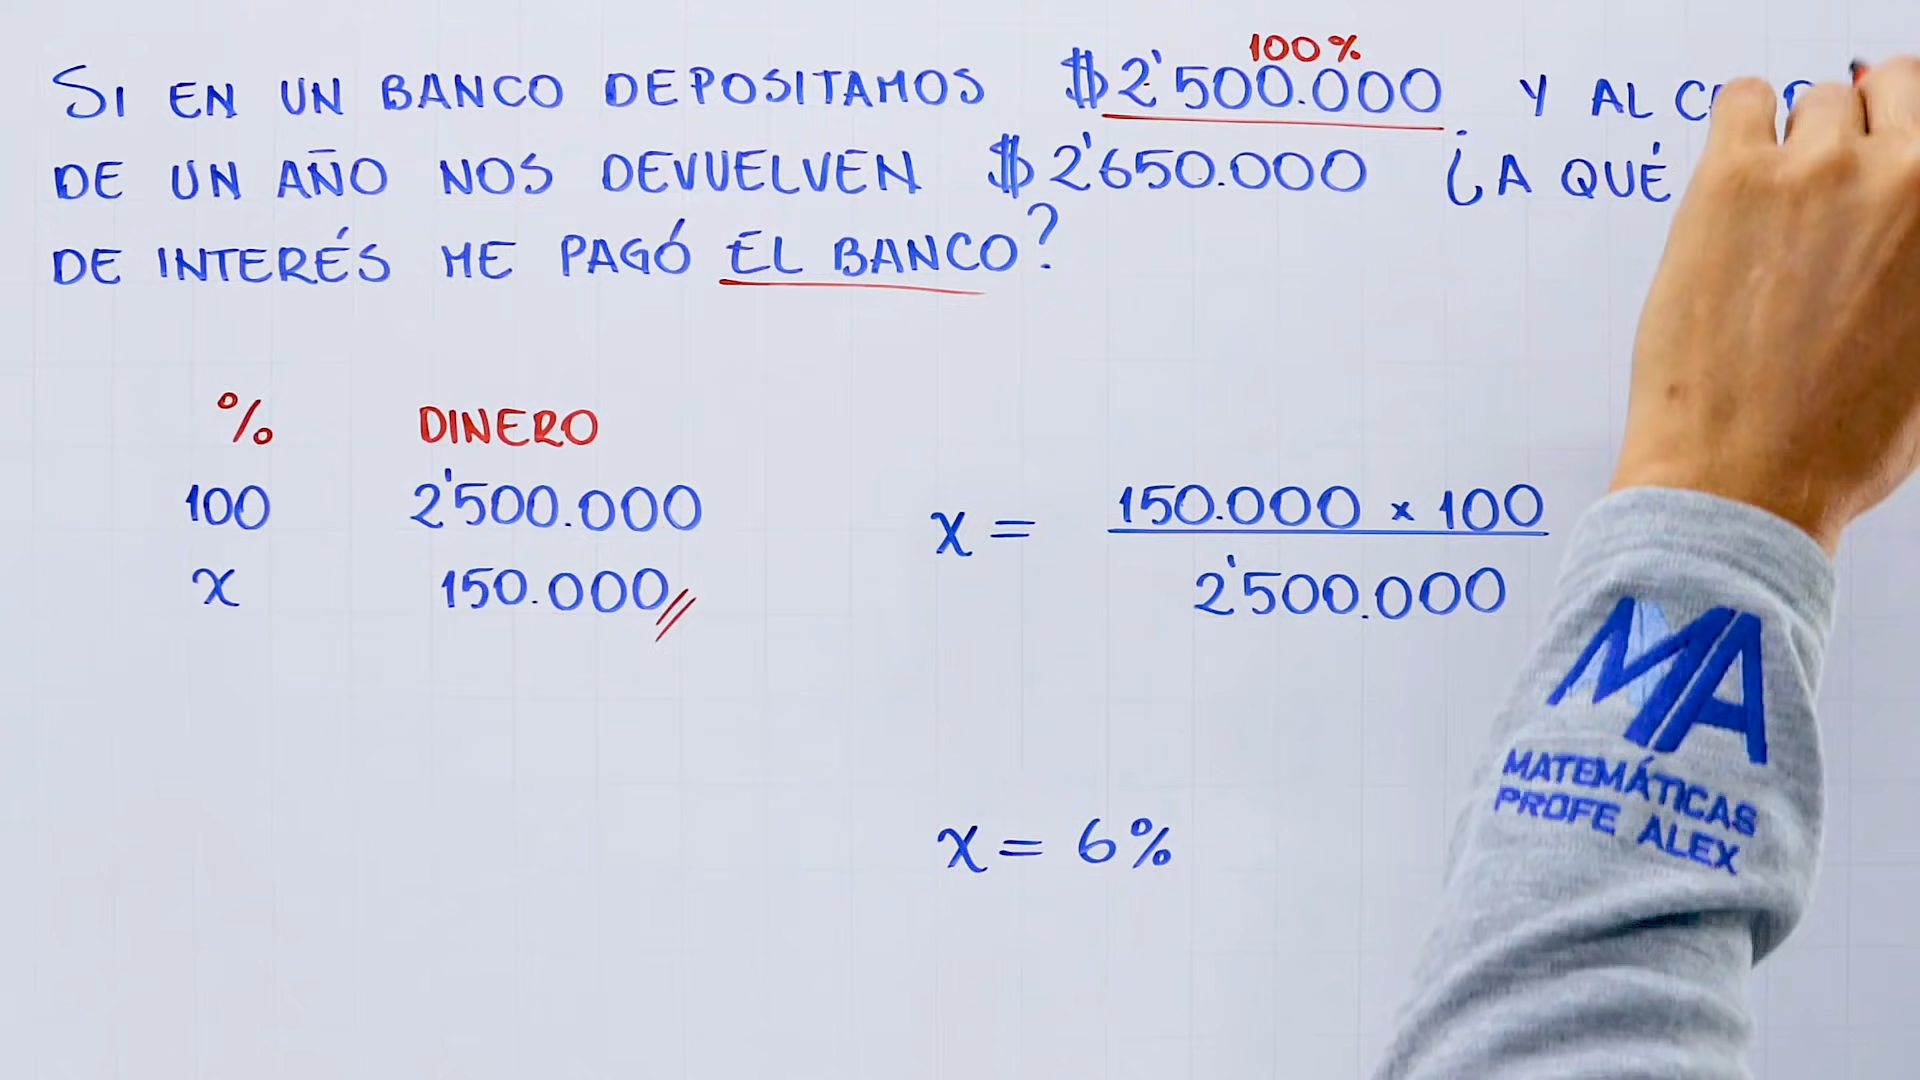 100%
SI EN UN BANCO DEPOSITAMOS $2'500.000 Y AL
DE UN AÑO NOS DEVUELVEN $2'650.000 ¿A QUÉ
DE INTERÉS ME PAGÓ EL BANCO?
% DINERO
100 2'500.000
x 150.000
x = 150.000 x 100
2'500.000
x = 6%
MA
MATEMÁTICAS
PROFE ALEX